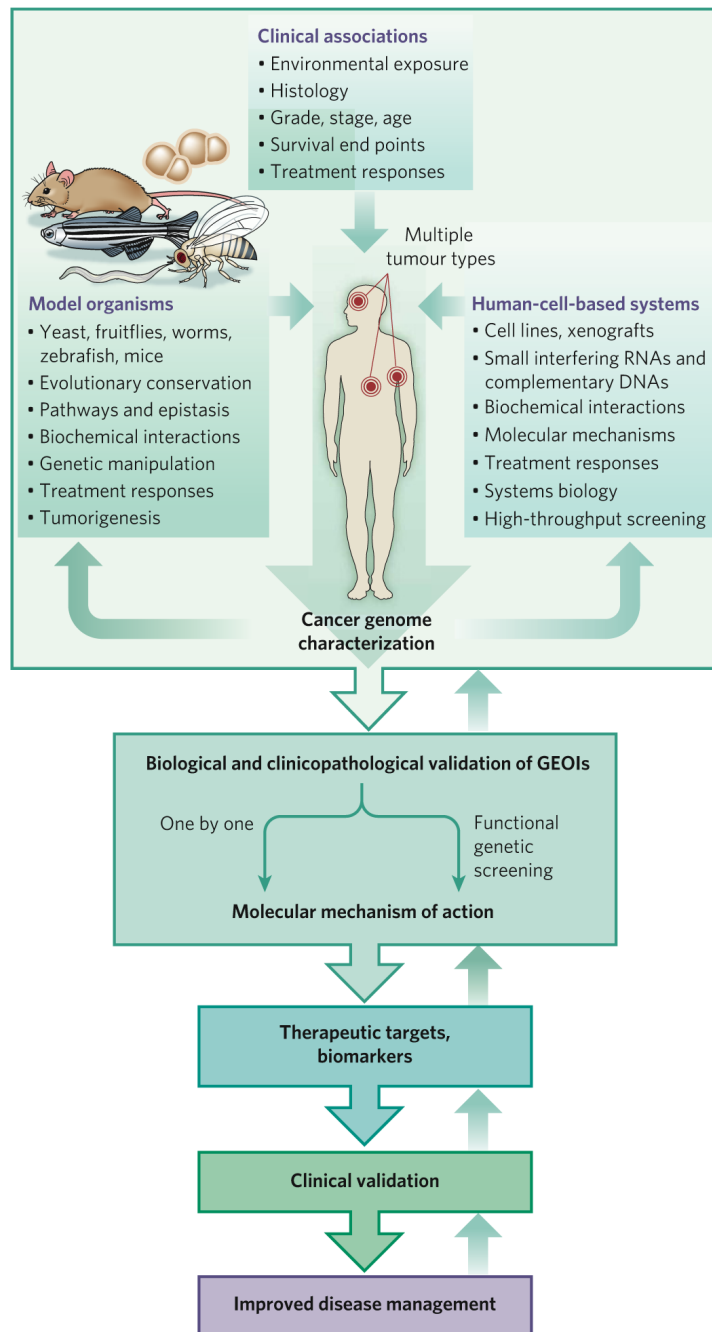 Clinical associations
• Environmental exposure
• Histology
• Grade, stage, age
• Survival end points
• Treatment responses
Multiple
tumour types
Model organisms
• Yeast, fruitflies, worms,
zebrafish, mice
• Evolutionary conservation
• Pathways and epistasis
• Biochemical interactions
• Genetic manipulation
• Treatment responses
• Tumorigenesis
Human-cell-based systems
• Cell lines, xenografts
• Small interfering RNAs and
complementary DNAs
• Biochemical interactions
• Molecular mechanisms
• Treatment responses
• Systems biology
• High-throughput screening
Cancer genome
characterization
Biological and clinicopathological validation of GEOIs
One by one
Functional
genetic
screening
Molecular mechanism of action
Therapeutic targets,
biomarkers
Clinical validation
Improved disease management